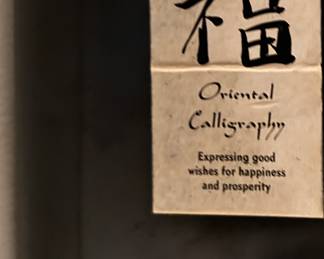 福
Oriental
Calligraphy
Expressing good
wishes for happiness
and prosperity